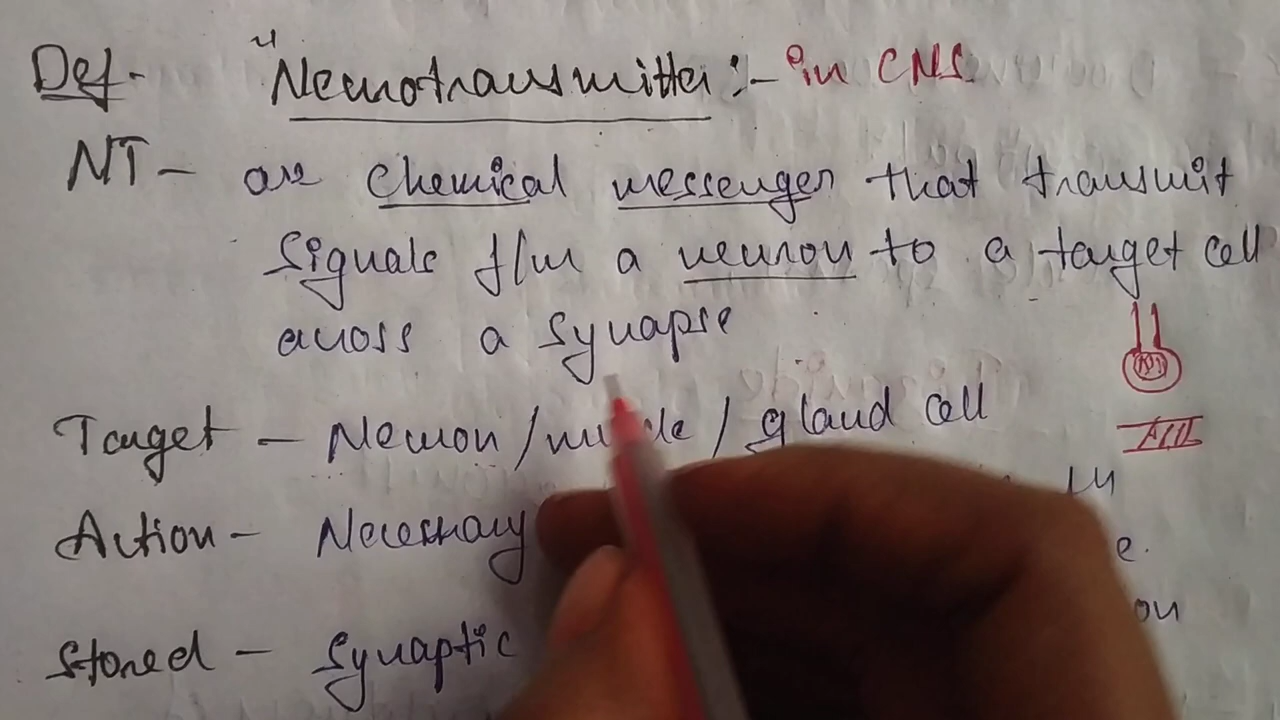 Def- "Neurotransmitter :- in CNS.
NT - are chemical messenger that transmit
Signals f/m a neuron to a target cell
across a synapse
Target - Neuron / / gland cell
Action - Necessary
Stored - Synaptic